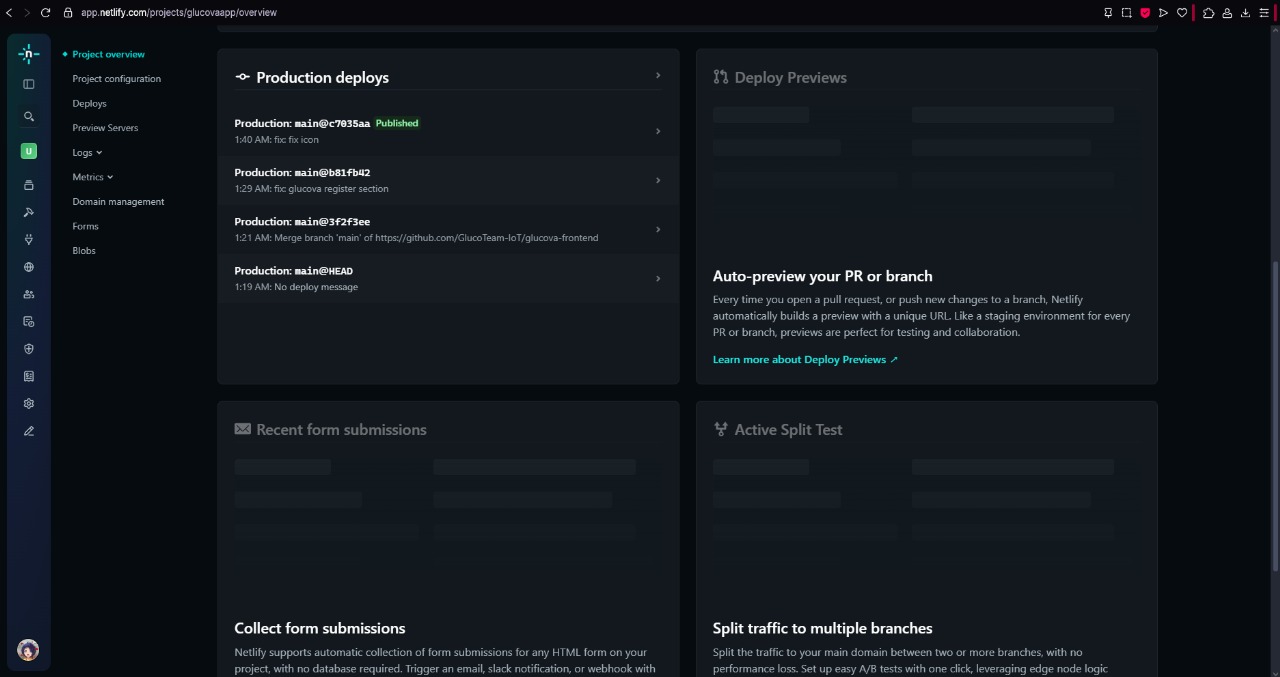 app.netlify.com/projects/glucovaapp/overview
n
U
Project overview
Project configuration
Deploys
Preview Servers
Logs
Metrics
Domain management
Forms
Blobs
Production deploys
Production: main@c7035aa Published
1:40 AM: fix: fix icon
Production: main@b81fb42
1:29 AM: fix: glucova register section
Production: main@3f2f3ee
1:21 AM: Merge branch 'main' of https://github.com/GlucoTeam-IoT/glucova-frontend
Production: main@HEAD
1:19 AM: No deploy message
Deploy Previews
Auto-preview your PR or branch
Every time you open a pull request, or push new changes to a branch, Netlify
automatically builds a preview with a unique URL. Like a staging environment for every
PR or branch, previews are perfect for testing and collaboration.
Learn more about Deploy Previews ↗
Recent form submissions
Collect form submissions
Netlify supports automatic collection of form submissions for any HTML form on your
project, with no database required. Trigger an email, slack notification, or webhook with
Active Split Test
Split traffic to multiple branches
Split the traffic to your main domain between two or more branches, with no
performance loss. Set up easy A/B tests with one click, leveraging edge node logic